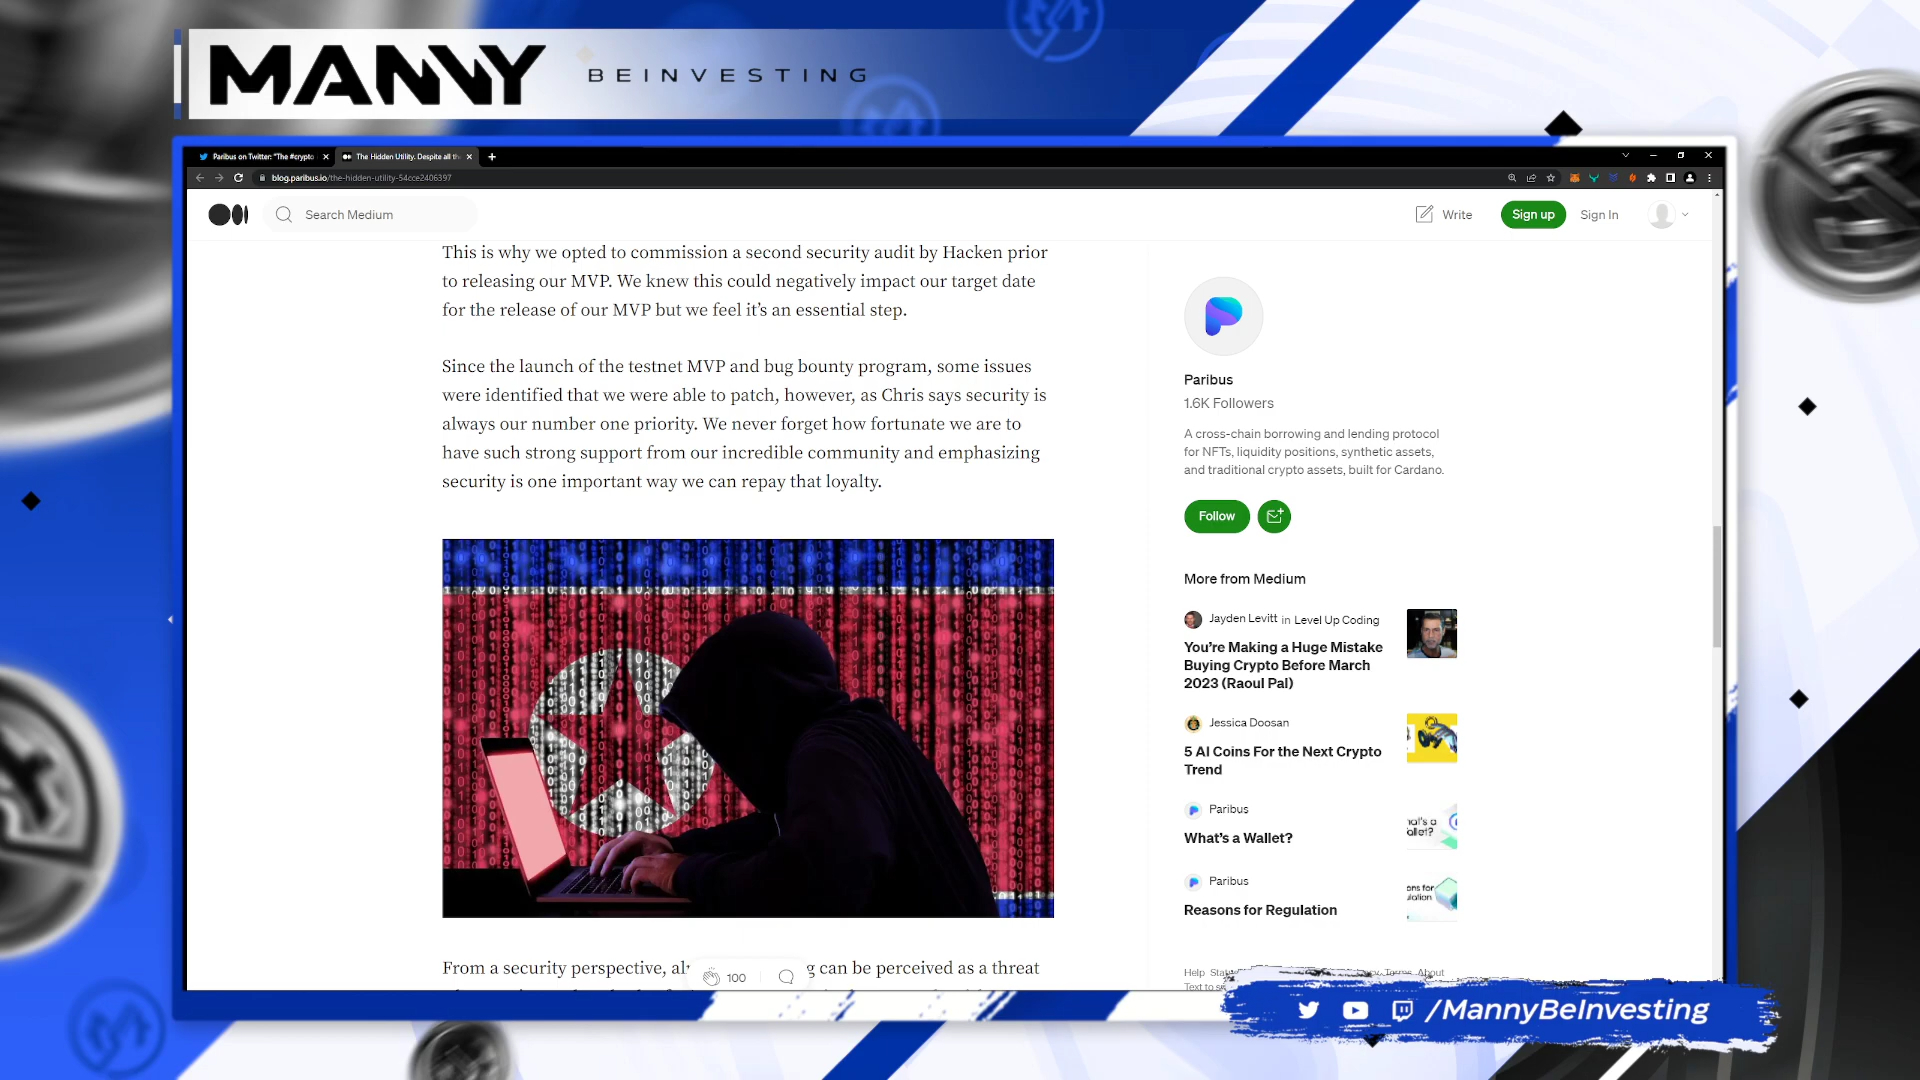 MANNY
BEINVESTING
Paribus on Twitter: "The #crypto
The Hidden Utility. Despite all th
blog.paribus.io/the-hidden-utility-54cce2406397
Search Medium
Write
Sign up
Sign In
This is why we opted to commission a second security audit by Hacken prior
to releasing our MVP. We knew this could negatively impact our target date
for the release of our MVP but we feel it's an essential step.
Since the launch of the testnet MVP and bug bounty program, some issues
were identified that we were able to patch, however, as Chris says security is
always our number one priority. We never forget how fortunate we are to
have such strong support from our incredible community and emphasizing
security is one important way we can repay that loyalty.
From a security perspective, al
g can be perceived as a threat
100
Paribus
1.6K Followers
A cross-chain borrowing and lending protocol
for NFTs, liquidity positions, synthetic assets,
and traditional crypto assets, built for Cardano.
Follow
More from Medium
Jayden Levitt in Level Up Coding
You're Making a Huge Mistake
Buying Crypto Before March
2023 (Raoul Pal)
Jessica Doosan
5 AI Coins For the Next Crypto
Trend
Paribus
What's a Wallet?
Paribus
Reasons for Regulation
Help
Terms About
Text to
/MannyBeInvesting